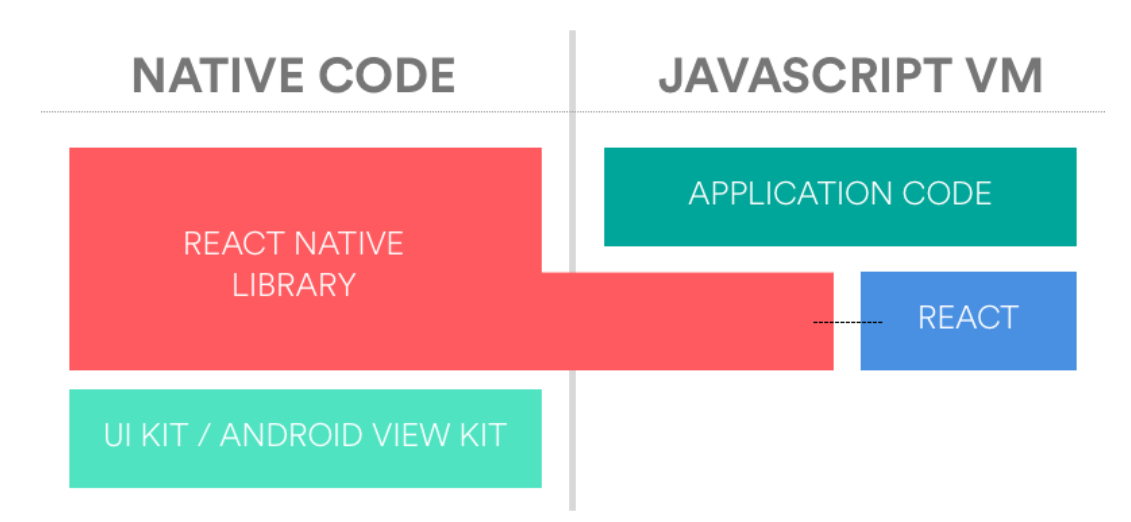 NATIVE CODE
JAVASCRIPT VM
REACT NATIVE
LIBRARY
UI KIT / ANDROID VIEW KIT
APPLICATION CODE
REACT